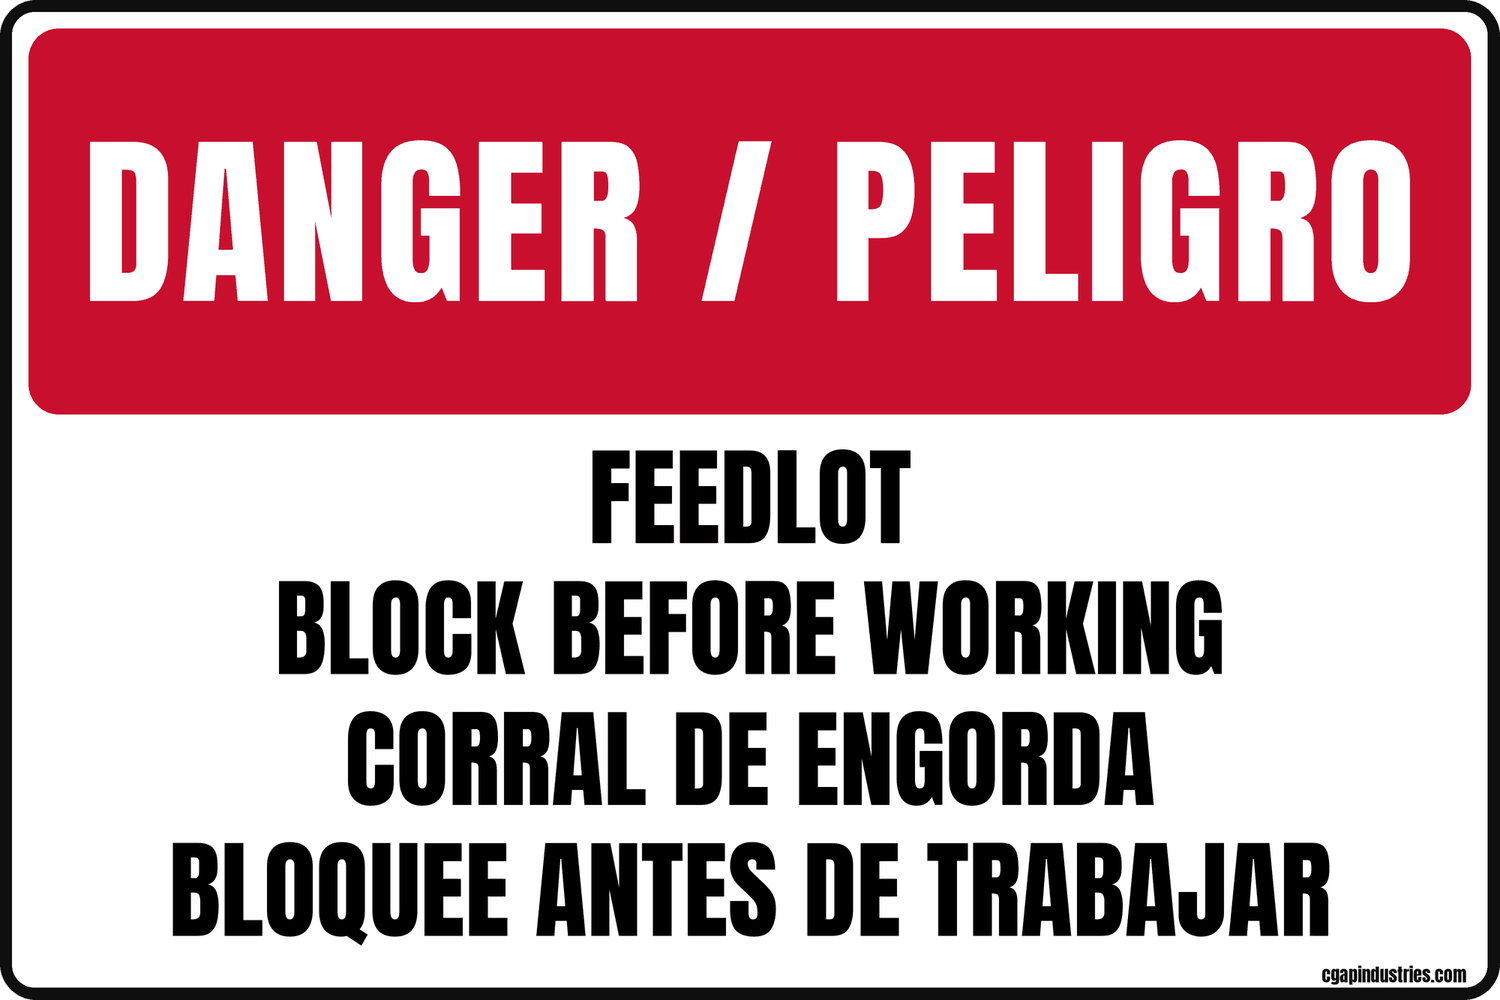 DANGER / PELIGRO
FEEDLOT
BLOCK BEFORE WORKING
CORRAL DE ENGORDA
BLOQUEE ANTES DE TRABAJAR
cgapindustries.com